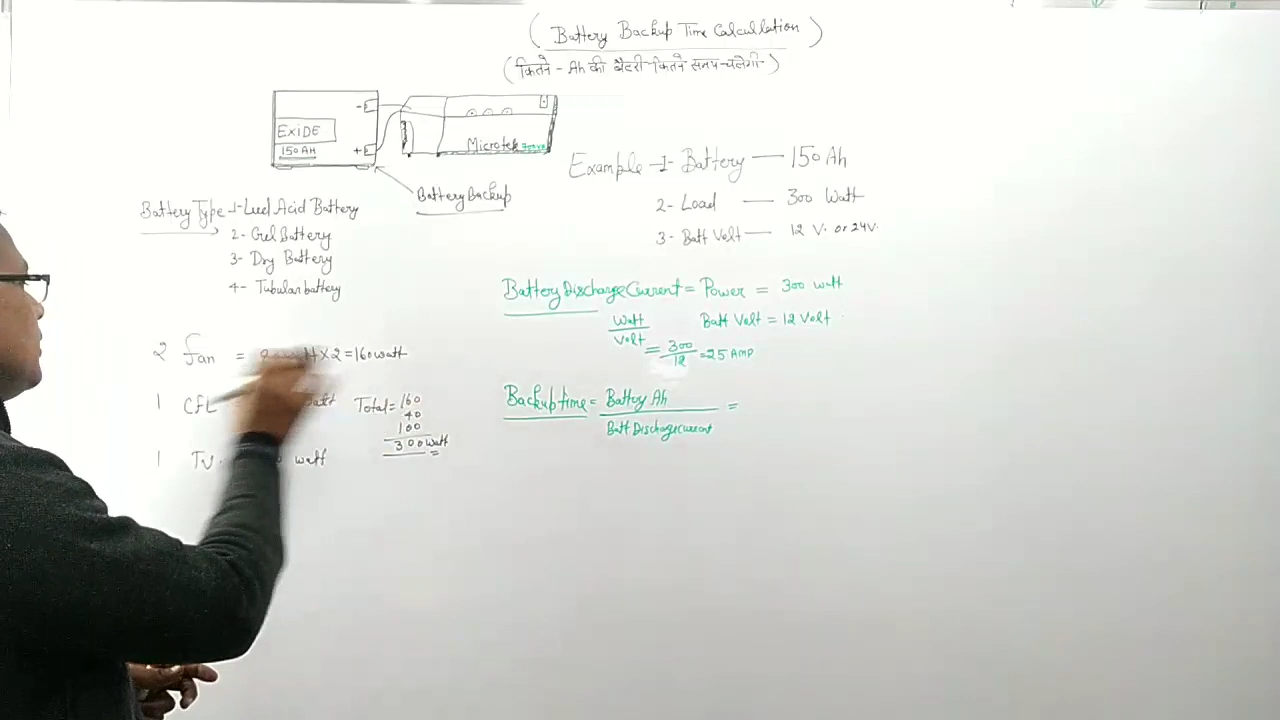 ( Battery Backup Time Calcullation )
( कितने - Ah की बैटरी कितने समय चलेगी - )
EXIDE
150 AH
-
+
Microtek
Battery Backup
Example -1- Battery — 150 Ah
2- Load — 300 Watt
3- Batt Volt — 12 V. or 24V.
Battery Type -1- Lued Acid Battery
2- Gel Battery
3- Dry Battery
4- Tubular battery
Battery Discharge Current = Power = 300 watt
Watt
Volt
Batt Volt = 12 Volt
= 300
12
= 25 AMP
2 fan = X2 = 160 watt
1 CFL
Total = 160
40
100
300 watt
1 TV. watt
Backup time = Battery Ah =
Batt Discharge current